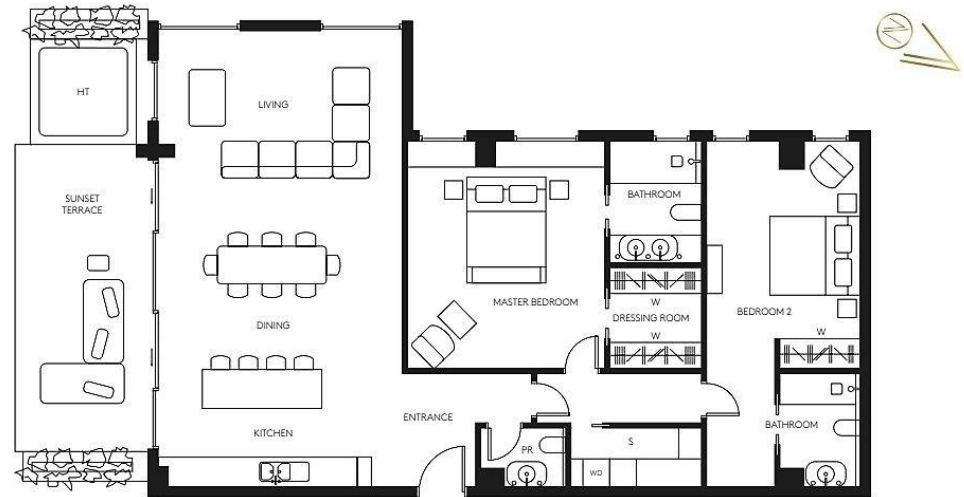 N
HT
LIVING
SUNSET
TERRACE
BATHROOM
MASTER BEDROOM
W
DRESSING ROOM
W
BEDROOM 2
W
DINING
ENTRANCE
KITCHEN
PR
S
WD
BATHROOM